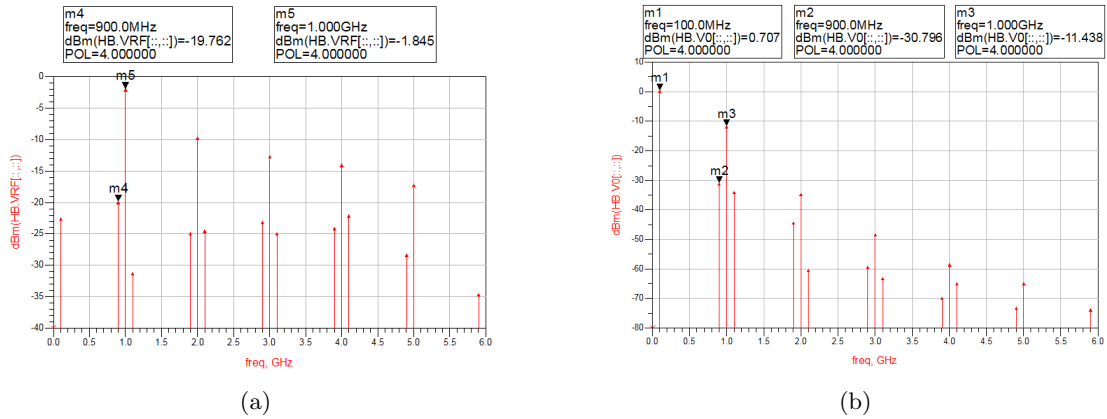 m4
freq=900.0MHz
dBm(HB.VRF[::,::])=-19.762
POL=4.000000
m5
freq=1.000GHz
dBm(HB.VRF[::,::])=-1.845
POL=4.000000
m5
m4
0
-5
-10
-15
-20
-25
-30
-35
-40
dBm(HB.VRF[::,::])
0.0 0.5 1.0 1.5 2.0 2.5 3.0 3.5 4.0 4.5 5.0 5.5 6.0
freq, GHz
(a)
m1
freq=100.0MHz
dBm(HB.V0[::,::])=0.707
POL=4.000000
m2
freq=900.0MHz
dBm(HB.V0[::,::])=-30.796
POL=4.000000
m3
freq=1.000GHz
dBm(HB.V0[::,::])=-11.438
POL=4.000000
m1
m3
m2
10
0
-10
-20
-30
-40
-50
-60
-70
-80
dBm(HB.V0[::,::])
0.0 0.5 1.0 1.5 2.0 2.5 3.0 3.5 4.0 4.5 5.0 5.5 6.0
freq, GHz
(b)